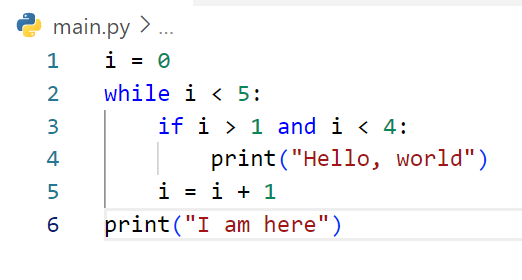 main.py > ...
1 i = 0
2 while i < 5:
3     if i > 1 and i < 4:
4         print("Hello, world")
5     i = i + 1
6 print("I am here")